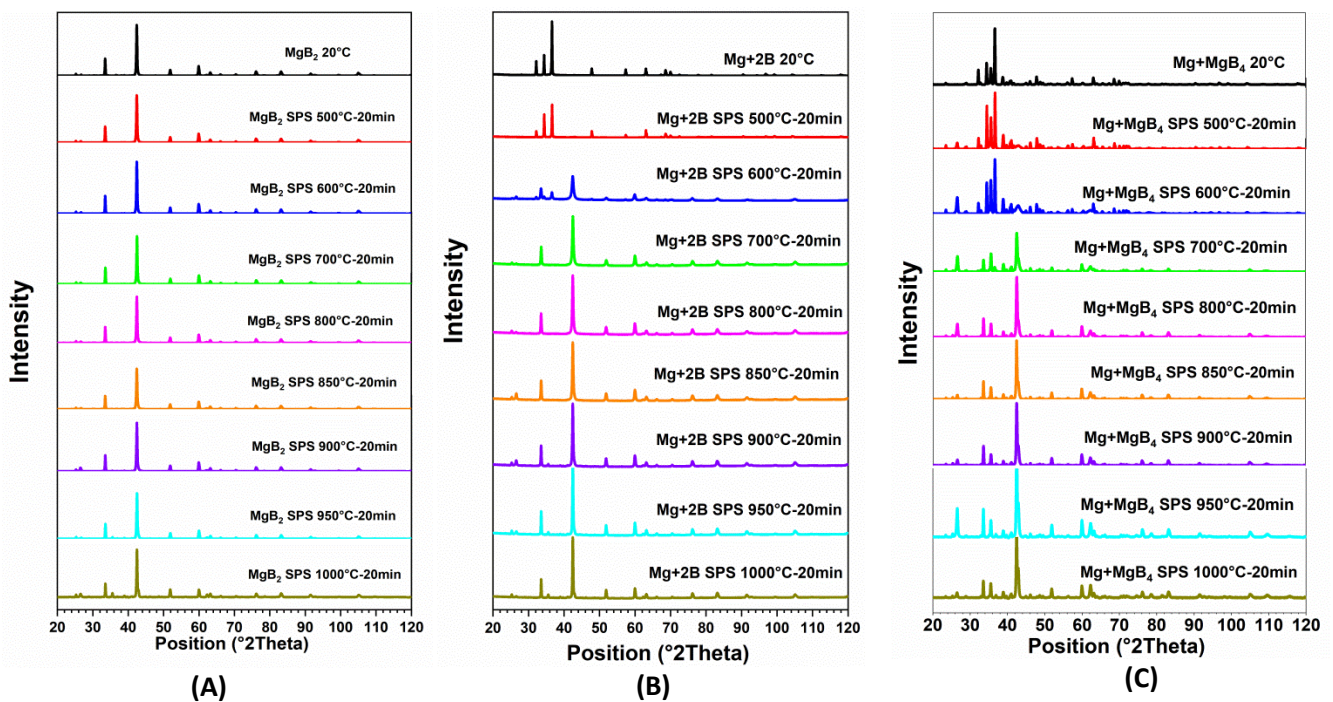 Intensity
MgB₂ 20°C
MgB₂ SPS 500°C-20min
MgB₂ SPS 600°C-20min
MgB₂ SPS 700°C-20min
MgB₂ SPS 800°C-20min
MgB₂ SPS 850°C-20min
MgB₂ SPS 900°C-20min
MgB₂ SPS 950°C-20min
MgB₂ SPS 1000°C-20min
20 30 40 50 60 70 80 90 100 110 120
Position (°2Theta)
(A)
Intensity
Mg+2B 20°C
Mg+2B SPS 500°C-20min
Mg+2B SPS 600°C-20min
Mg+2B SPS 700°C-20min
Mg+2B SPS 800°C-20min
Mg+2B SPS 850°C-20min
Mg+2B SPS 900°C-20min
Mg+2B SPS 950°C-20min
Mg+2B SPS 1000°C-20min
20 30 40 50 60 70 80 90 100 110 120
Position (°2Theta)
(B)
Intensity
Mg+MgB₄ 20°C
Mg+MgB₄ SPS 500°C-20min
Mg+MgB₄ SPS 600°C-20min
Mg+MgB₄ SPS 700°C-20min
Mg+MgB₄ SPS 800°C-20min
Mg+MgB₄ SPS 850°C-20min
Mg+MgB₄ SPS 900°C-20min
Mg+MgB₄ SPS 950°C-20min
Mg+MgB₄ SPS 1000°C-20min
20 30 40 50 60 70 80 90 100 110 120
Position (°2Theta)
(C)